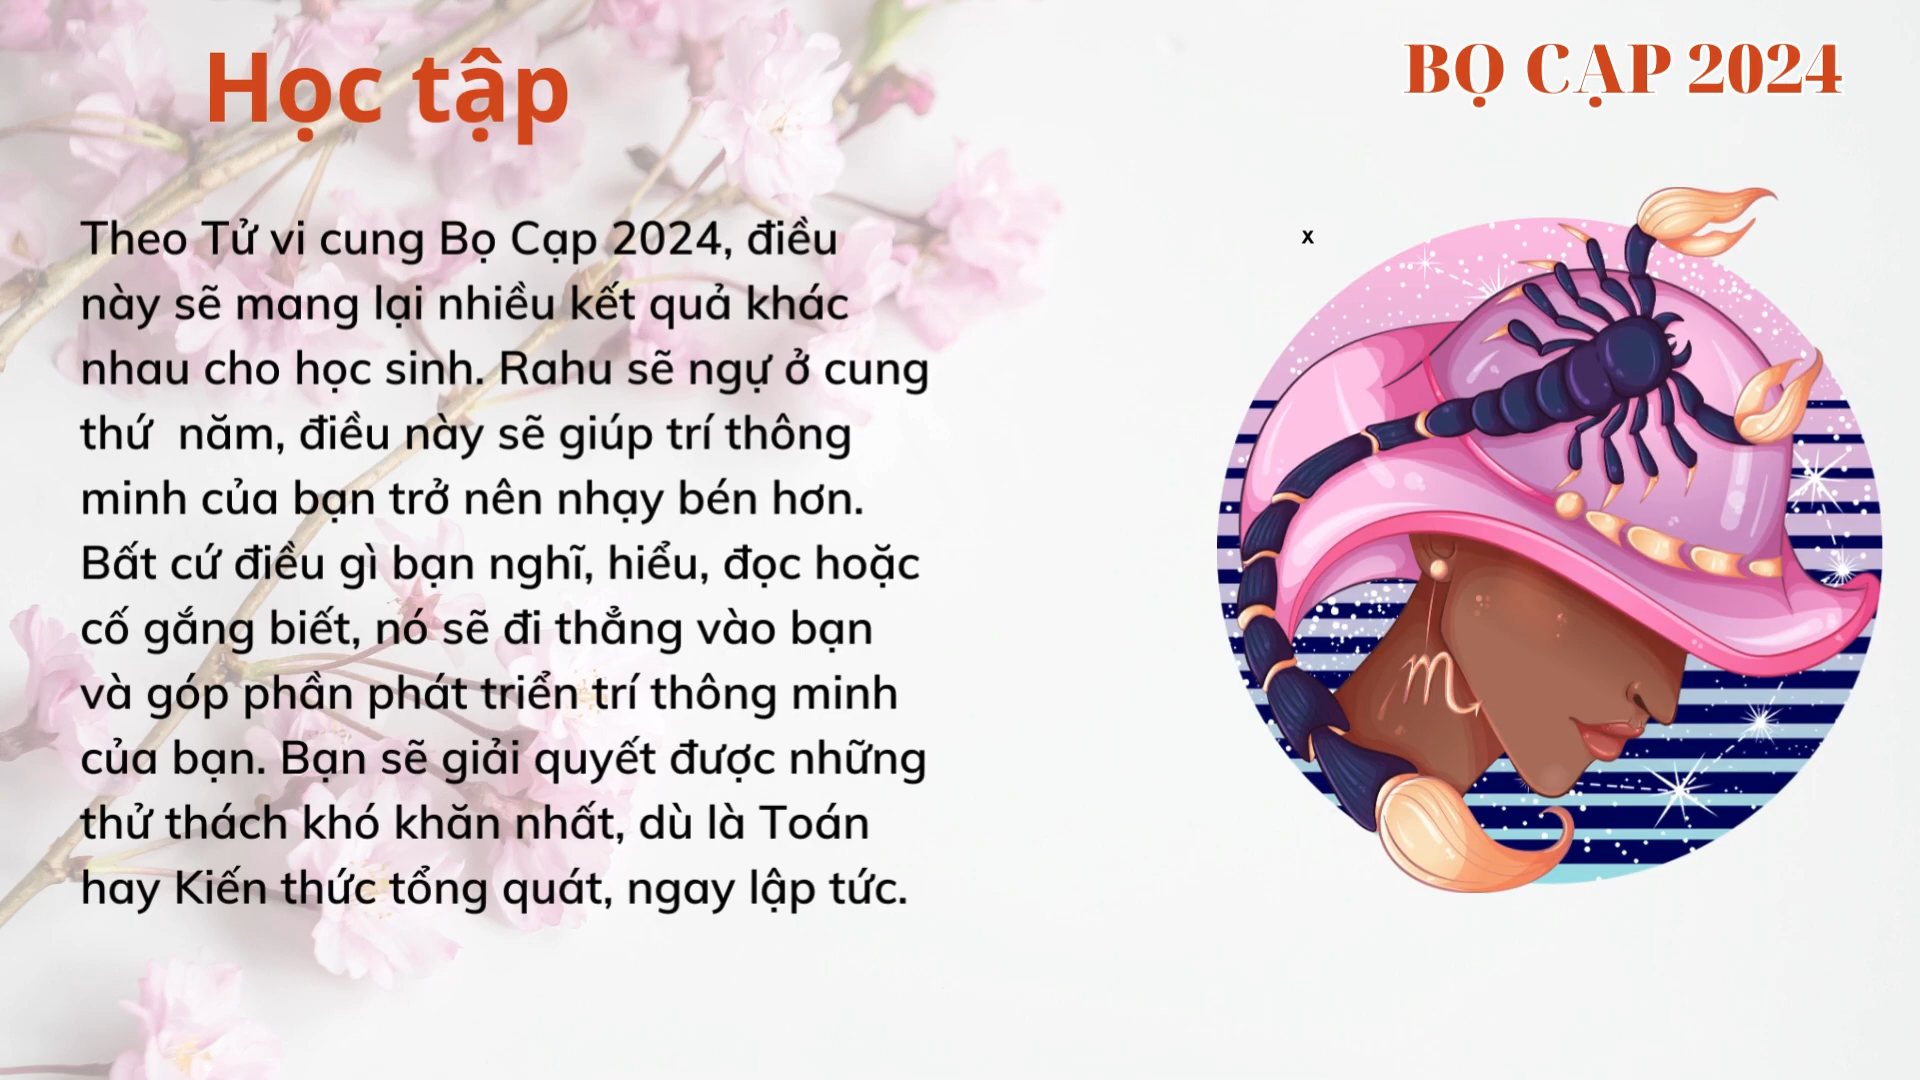 Học tập
BỌ CẠP 2024
Theo Tử vi cung Bọ Cạp 2024, điều
này sẽ mang lại nhiều kết quả khác
nhau cho học sinh. Rahu sẽ ngự ở cung
thứ  năm, điều này sẽ giúp trí thông
minh của bạn trở nên nhạy bén hơn.
Bất cứ điều gì bạn nghĩ, hiểu, đọc hoặc
cố gắng biết, nó sẽ đi thẳng vào bạn
và góp phần phát triển trí thông minh
của bạn. Bạn sẽ giải quyết được những
thử thách khó khăn nhất, dù là Toán
hay Kiến thức tổng quát, ngay lập tức.
x